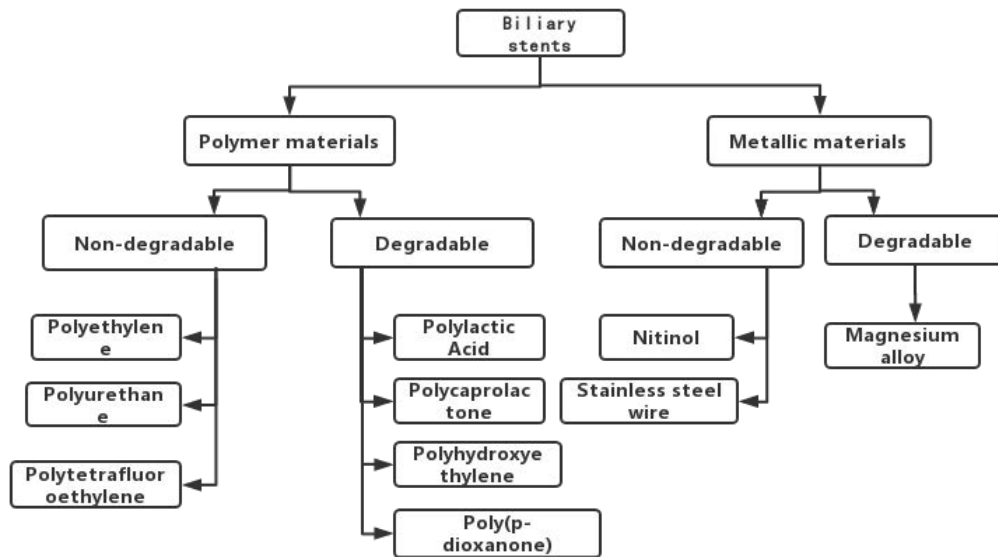 Biliary
stents
Polymer materials
Metallic materials
Non-degradable
Degradable
Non-degradable
Degradable
Polyethylen
e
Polylactic
Acid
Nitinol
Magnesium
alloy
Polyurethan
e
Polycaprolac
tone
Stainless steel
wire
Polytetrafluor
oethylene
Polyhydroxye
thylene
Poly(p-
dioxanone)